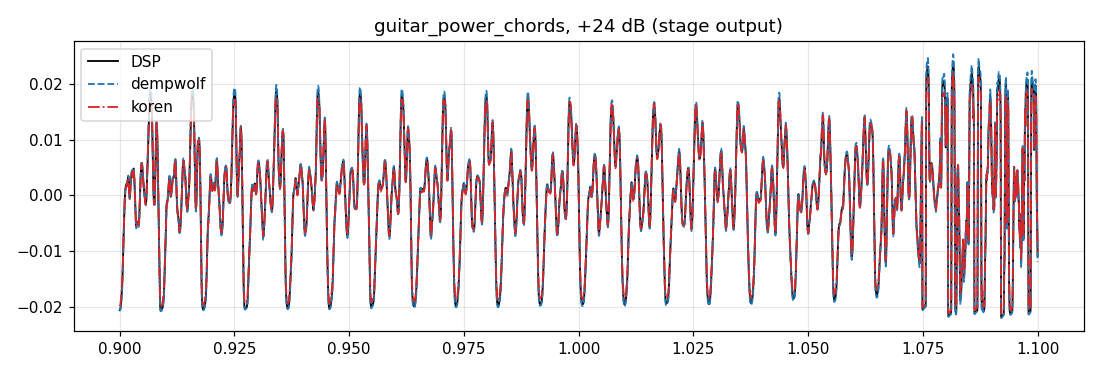 guitar_power_chords, +24 dB (stage output)
DSP
dempwolf
koren
0.02
0.01
0.00
−0.01
−0.02
0.900 0.925 0.950 0.975 1.000 1.025 1.050 1.075 1.100